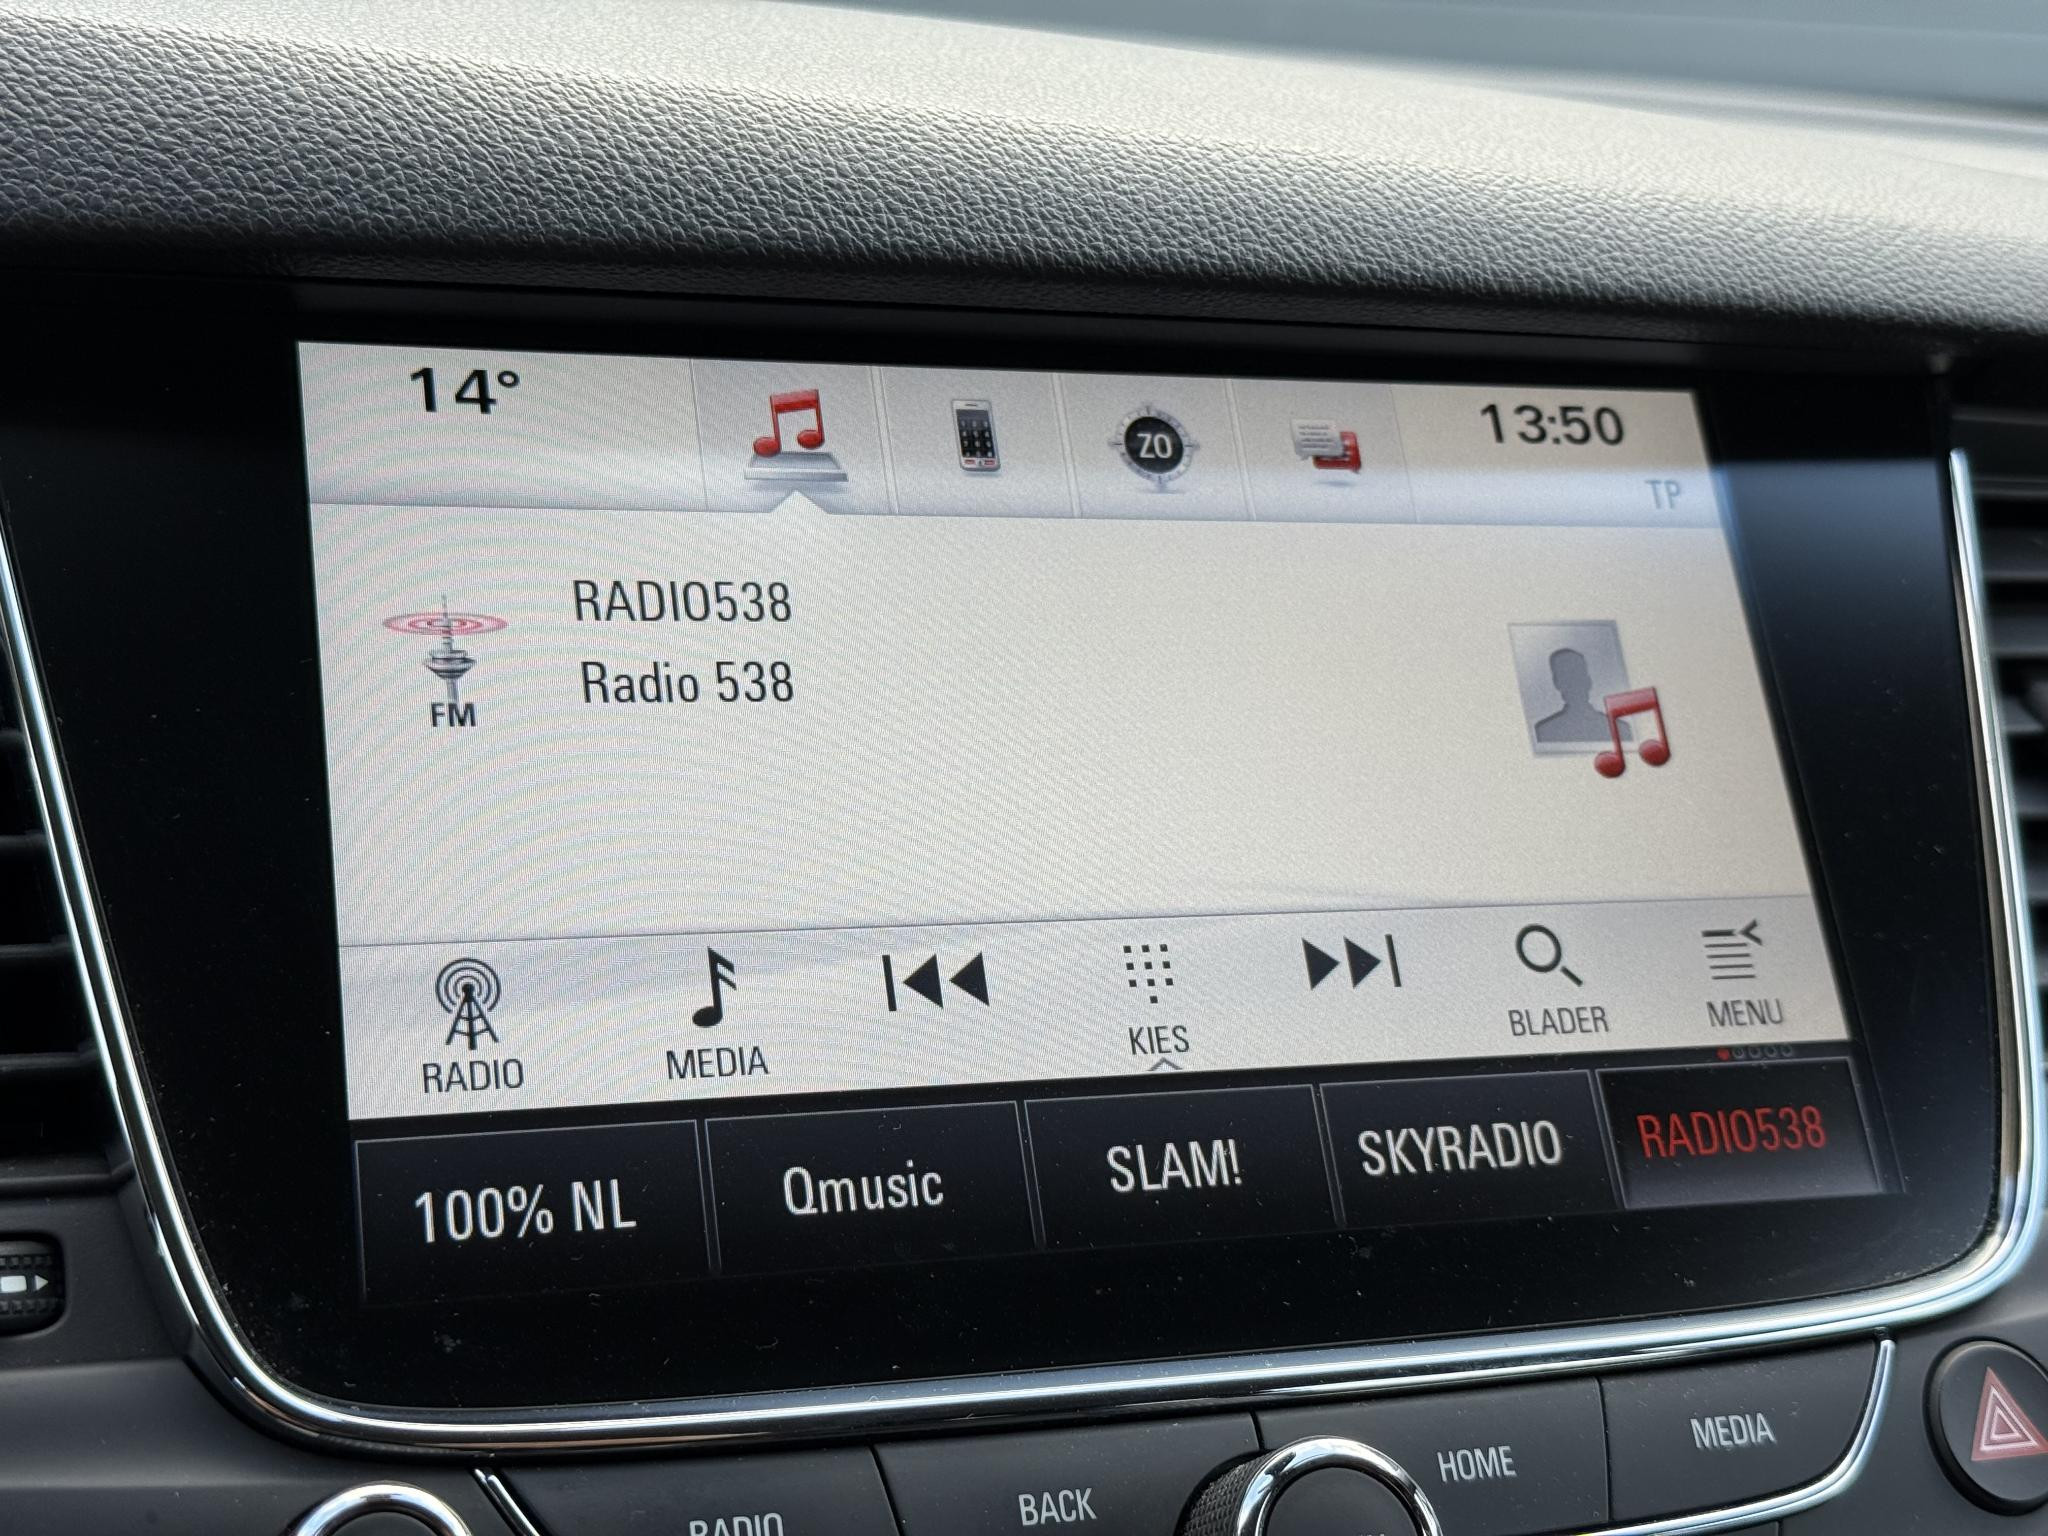 14°
ZO
13:50
TP
RADIO538
Radio 538
FM
RADIO
MEDIA
KIES
BLADER
MENU
100% NL
Qmusic
SLAM!
SKYRADIO
RADIO538
RADIO
BACK
HOME
MEDIA